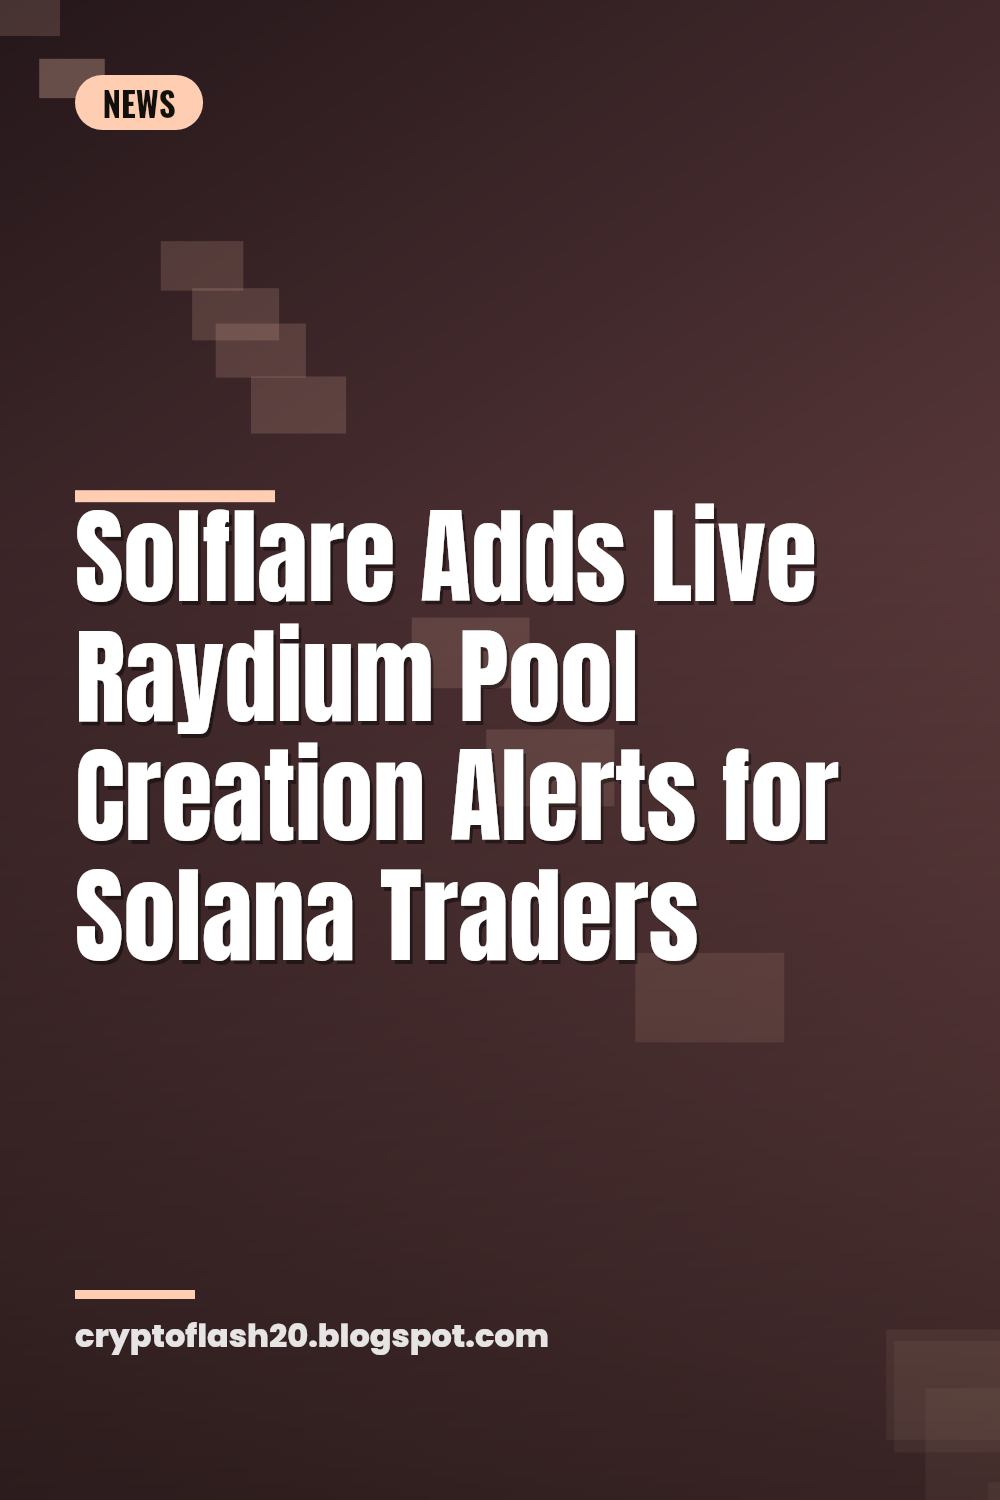 NEWS
Solflare Adds Live
Raydium Pool
Creation Alerts for
Solana Traders
cryptoflash20.blogspot.com